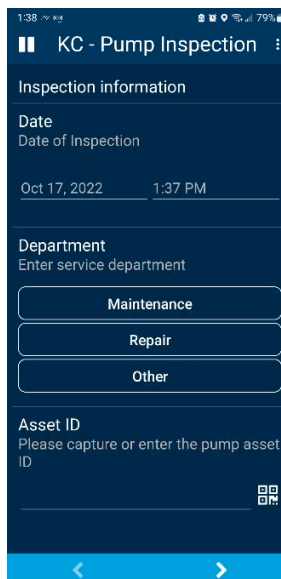 1:38
79%
KC - Pump Inspection
Inspection information
Date
Date of Inspection
Oct 17, 2022 1:37 PM
Department
Enter service department
Maintenance
Repair
Other
Asset ID
Please capture or enter the pump asset
ID